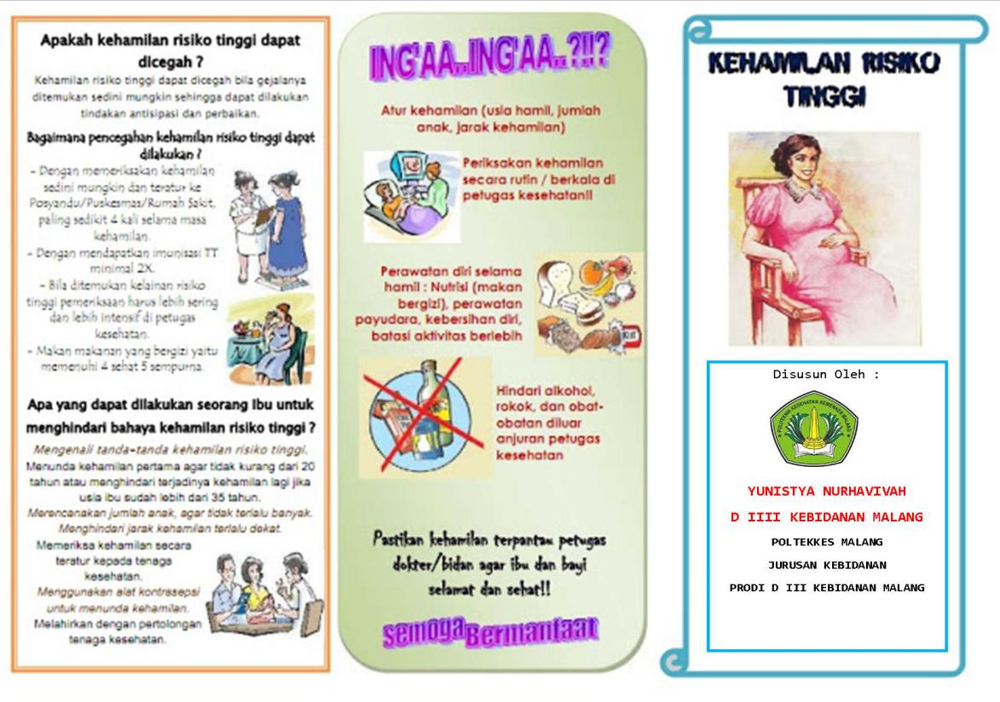 Apakah kehamilan risiko tinggi dapat
dicegah ?
Kehamilan risiko tinggi dapat dicegah bila gejalanya
ditemukan sedini mungkin sehingga dapat dilakukan
tindakan antisipasi dan perbaikan.
Bagaimana pencegahan kehamilan risiko tinggi dapat
dilakukan ?
- Dengan memeriksakan kehamilan
sedini mungkin dan teratur ke
Posyandu/Puskesmas/Rumah Sakit,
paling sedikit 4 kali selama masa
kehamilan.
- Dengan mendapatkan imunisasi TT
minimal 2X.
- Bila ditemukan kelainan risiko
tinggi pemeriksaan harus lebih sering
dan lebih intensif di petugas
kesehatan.
- Makan makanan yang bergizi yaitu
memenuhi 4 sehat 5 sempurna.
Apa yang dapat dilakukan seorang ibu untuk
menghindari bahaya kehamilan risiko tinggi ?
Mengenali tanda-tanda kehamilan risiko tinggi.
Menunda kehamilan pertama agar tidak kurang dari 20
tahun atau menghindari terjadinya kehamilan lagi jika
usia ibu sudah lebih dari 35 tahun.
Merencanakan jumlah anak, agar tidak terlalu banyak.
Menghindari jarak kehamilan terlalu dekat.
Memeriksa kehamilan secara
teratur kepada tenaga
kesehatan.
Menggunakan alat kontrasepsi
untuk menunda kehamilan.
Melahirkan dengan pertolongan
tenaga kesehatan.
ING'AA..ING'AA..?!!?
Atur kehamilan (usia hamil, jumlah
anak, jarak kehamilan)
Periksakan kehamilan
secara rutin / berkala di
petugas kesehatan!!
Perawatan diri selama
hamil : Nutrisi (makan
bergizi), perawatan
payudara, kebersihan diri,
batasi aktivitas berlebih
Hindari alkohol,
rokok, dan obat-
obatan diluar
anjuran petugas
kesehatan
Pastikan kehamilan terpantau petugas
dokter/bidan agar ibu dan bayi
selamat dan sehat!!
semoga Bermanfaat
KEHAMILAN RISIKO
TINGGI
Disusun Oleh :
POLITEKNIK KESEHATAN KEMENKES MALANG
YUNISTYA NURHAVIVAH
D IIII KEBIDANAN MALANG
POLTEKKES MALANG
JURUSAN KEBIDANAN
PRODI D III KEBIDANAN MALANG